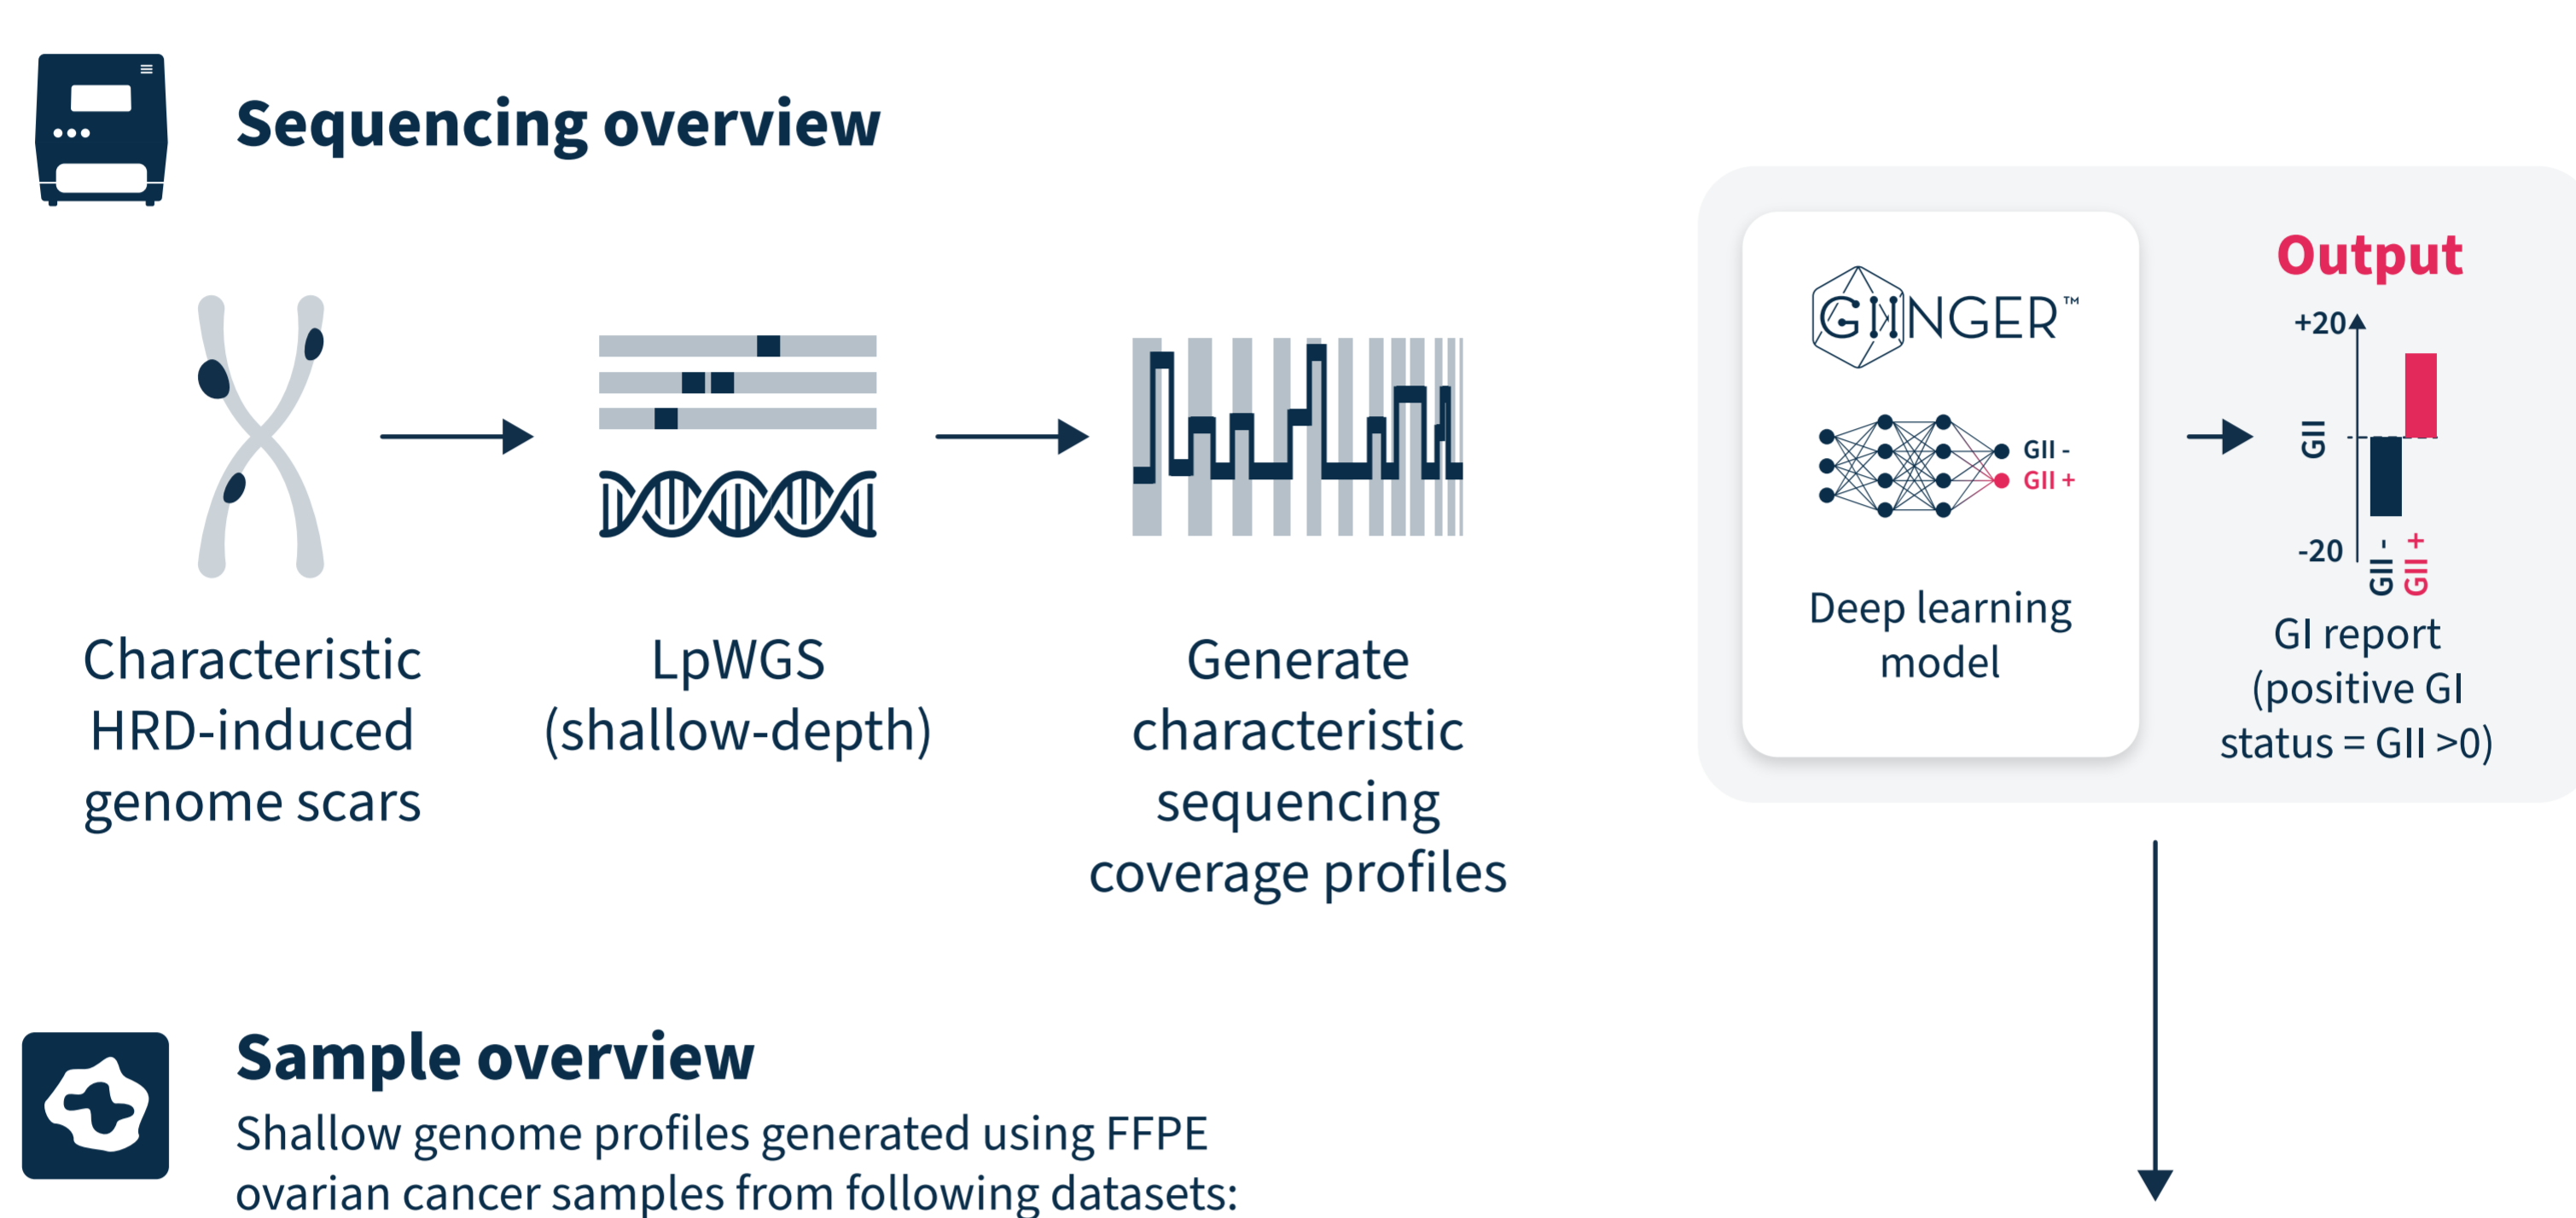 Sequencing overview
Characteristic
HRD-induced
genome scars
LpWGS
(shallow-depth)
Generate
characteristic
sequencing
coverage profiles
GIINGER™
GII -
GII +
Deep learning
model
Output
+20
GII
-20
GII -
GII +
GI report
(positive GI
status = GII >0)
Sample overview
Shallow genome profiles generated using FFPE
ovarian cancer samples from following datasets: